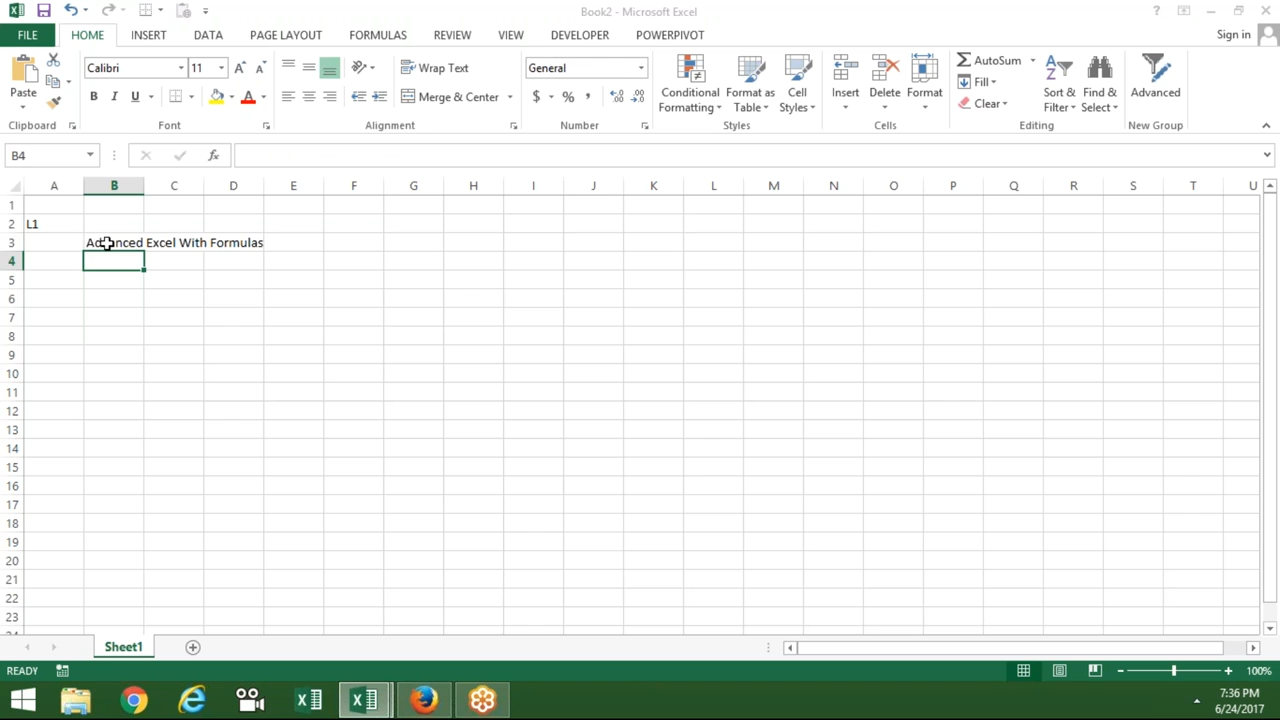 Book2 - Microsoft Excel
?
FILE HOME INSERT DATA PAGE LAYOUT FORMULAS REVIEW VIEW DEVELOPER POWERPIVOT Sign in
Paste
Clipboard
Calibri 11
B I U
Font
Wrap Text
Merge & Center
Alignment
General
$ % ,
Number
Conditional Formatting
Format as Table
Cell Styles
Styles
Insert
Delete
Format
Cells
AutoSum
Fill
Clear
Sort & Filter
Find & Select
Editing
Advanced
New Group
B4
fx
A B C D E F G H I J K L M N O P Q R S T U
1
2 L1
3 Advanced Excel With Formulas
4
5
6
7
8
9
10
11
12
13
14
15
16
17
18
19
20
21
22
23
24
Sheet1
READY
100%
7:36 PM
6/24/2017